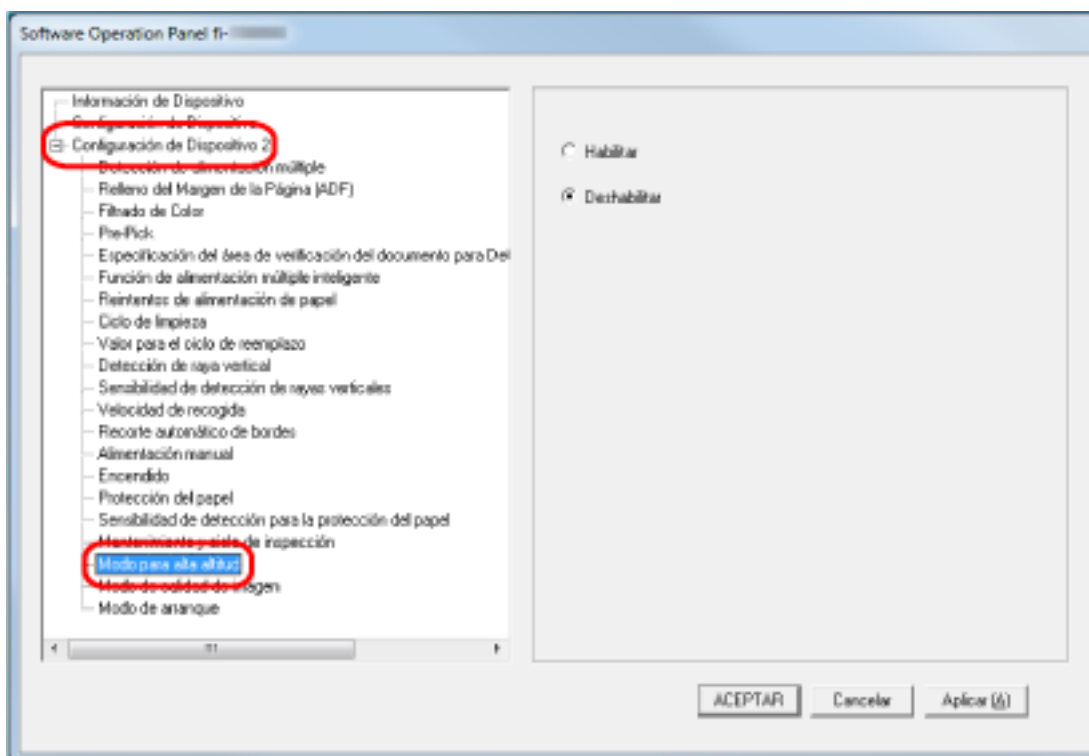 Software Operation Panel fi-
Información de Dispositivo
Configuración de Dispositivo
Configuración de Dispositivo 2
Detección de alimentación múltiple
Relleno del Margen de la Página (ADF)
Filtrado de Color
Pre-Pick
Especificación del área de verificación del documento para Det
Función de alimentación múltiple inteligente
Reintentos de alimentación de papel
Ciclo de limpieza
Valor para el ciclo de reemplazo
Detección de raya vertical
Sensibilidad de detección de rayas verticales
Velocidad de recogida
Recorte automático de bordes
Alimentación manual
Encendido
Protección del papel
Sensibilidad de detección para la protección del papel
Mantenimiento y ciclo de inspección
Modo para alta altitud
Modo de calidad de imagen
Modo de arranque
Habilitar
Deshabilitar
ACEPTAR
Cancelar
Aplicar (A)